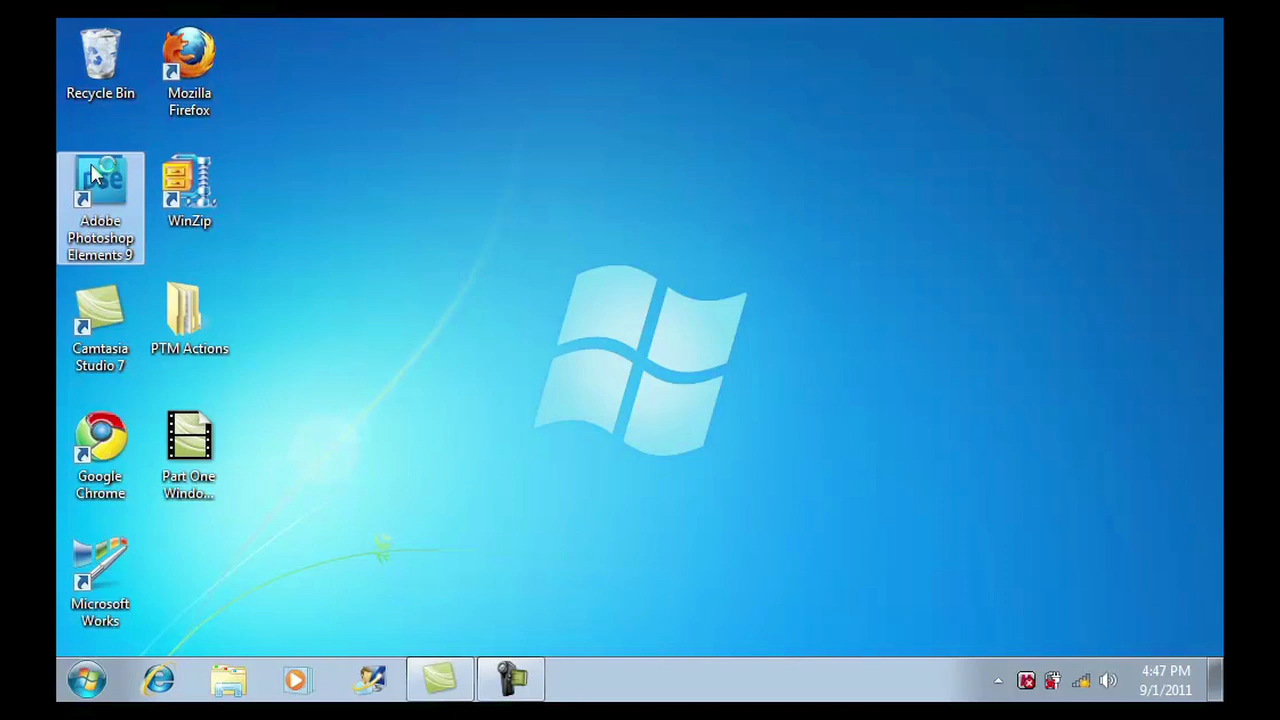 Recycle Bin
Mozilla
Firefox
pse
Adobe
Photoshop
Elements 9
WinZip
Camtasia
Studio 7
PTM Actions
Google
Chrome
Part One
Windo...
Microsoft
Works
4:47 PM
9/1/2011